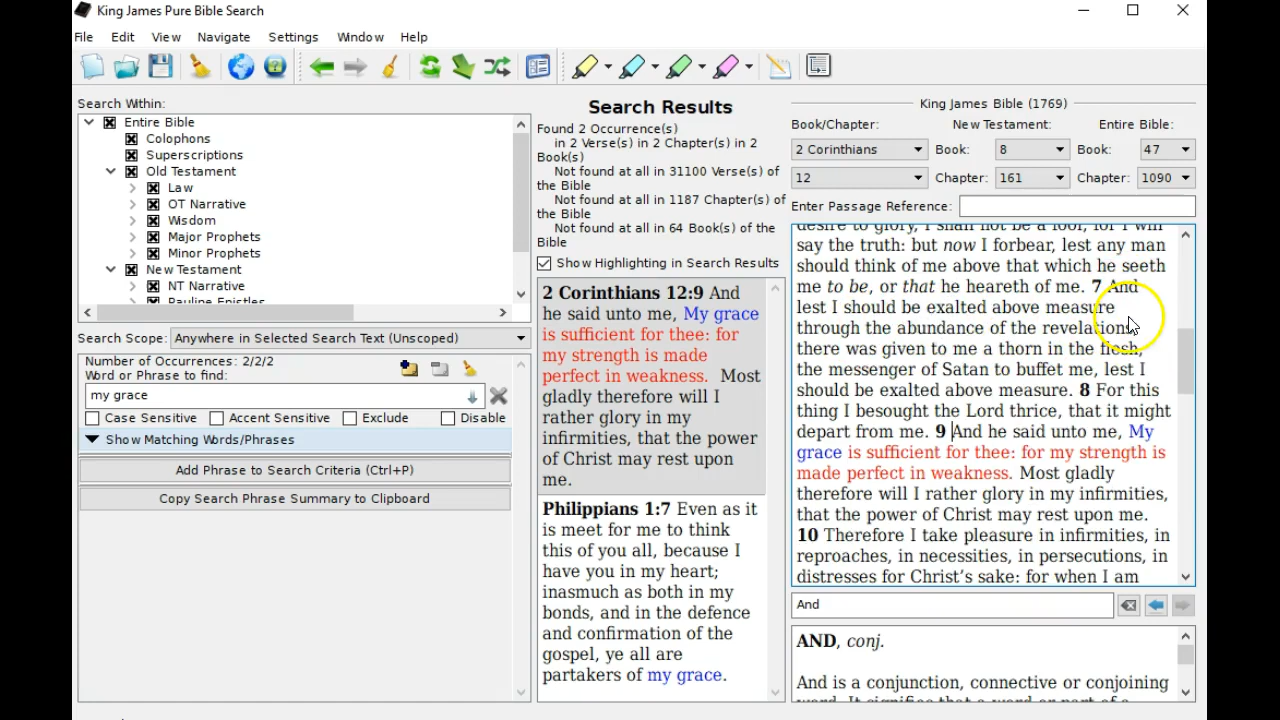 King James Pure Bible Search
File Edit View Navigate Settings Window Help
Search Within:
Entire Bible
Colophons
Superscriptions
Old Testament
Law
OT Narrative
Wisdom
Major Prophets
Minor Prophets
New Testament
NT Narrative
Pauline Epistles
Search Scope: Anywhere in Selected Search Text (Unscoped)
Number of Occurrences: 2/2/2
Word or Phrase to find:
my grace
Case Sensitive Accent Sensitive Exclude Disable
Show Matching Words/Phrases
Add Phrase to Search Criteria (Ctrl+P)
Copy Search Phrase Summary to Clipboard
Search Results
Found 2 Occurrence(s)
in 2 Verse(s) in 2 Chapter(s) in 2
Book(s)
Not found at all in 31100 Verse(s) of
the Bible
Not found at all in 1187 Chapter(s) of
the Bible
Not found at all in 64 Book(s) of the
Bible
Show Highlighting in Search Results
2 Corinthians 12:9 And
he said unto me, My grace
is sufficient for thee: for
my strength is made
perfect in weakness. Most
gladly therefore will I
rather glory in my
infirmities, that the power
of Christ may rest upon
me.
Philippians 1:7 Even as it
is meet for me to think
this of you all, because I
have you in my heart;
inasmuch as both in my
bonds, and in the defence
and confirmation of the
gospel, ye all are
partakers of my grace.
King James Bible (1769)
Book/Chapter: New Testament: Entire Bible:
2 Corinthians Book: 8 Book: 47
12 Chapter: 161 Chapter: 1090
Enter Passage Reference:
desire to glory, I shall not be a fool; for I will
say the truth: but now I forbear, lest any man
should think of me above that which he seeth
me to be, or that he heareth of me. 7 And
lest I should be exalted above measure
through the abundance of the revelations,
there was given to me a thorn in the flesh,
the messenger of Satan to buffet me, lest I
should be exalted above measure. 8 For this
thing I besought the Lord thrice, that it might
depart from me. 9 And he said unto me, My
grace is sufficient for thee: for my strength is
made perfect in weakness. Most gladly
therefore will I rather glory in my infirmities,
that the power of Christ may rest upon me.
10 Therefore I take pleasure in infirmities, in
reproaches, in necessities, in persecutions, in
distresses for Christ’s sake: for when I am
And
AND, conj.
And is a conjunction, connective or conjoining
word. It signifies that a word or part of a